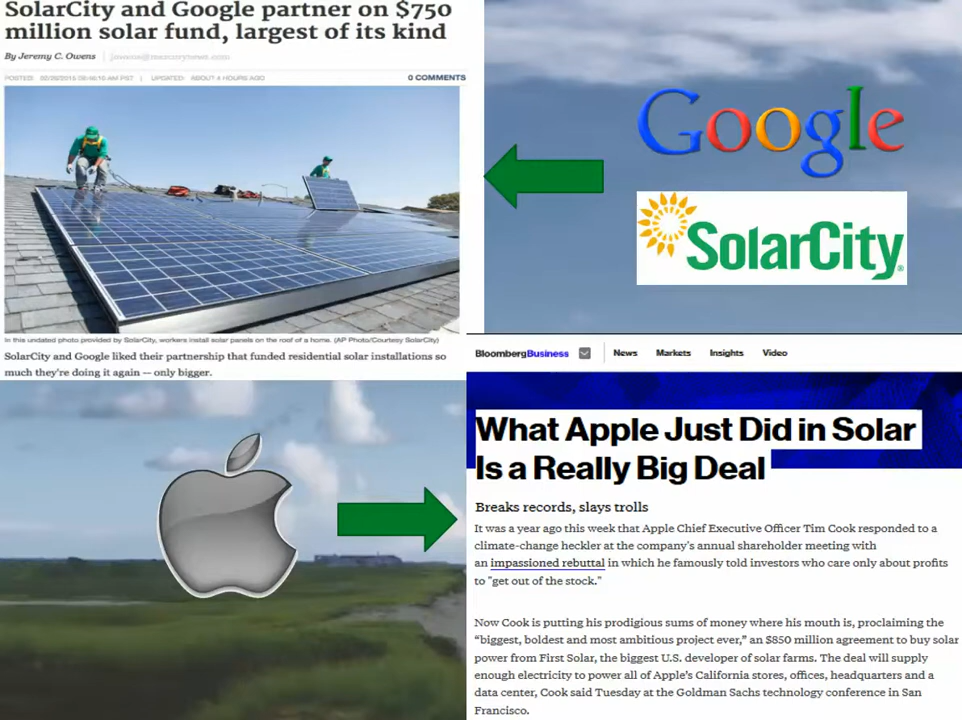 SolarCity and Google partner on $750
million solar fund, largest of its kind
By Jeremy C. Owens
POSTED: 02/26/2015 08:46:10 AM PST | UPDATED: ABOUT 4 HOURS AGO
0 COMMENTS
In this undated photo provided by SolarCity, workers install solar panels on the roof of a home. (AP Photo/Courtesy SolarCity)
SolarCity and Google liked their partnership that funded residential solar installations so
much they're doing it again — only bigger.
Google
SolarCity
BloombergBusiness News Markets Insights Video
What Apple Just Did in Solar
Is a Really Big Deal
Breaks records, slays trolls
It was a year ago this week that Apple Chief Executive Officer Tim Cook responded to a
climate-change heckler at the company's annual shareholder meeting with
an impassioned rebuttal in which he famously told investors who care only about profits
to "get out of the stock."
Now Cook is putting his prodigious sums of money where his mouth is, proclaiming the
“biggest, boldest and most ambitious project ever,” an $850 million agreement to buy solar
power from First Solar, the biggest U.S. developer of solar farms. The deal will supply
enough electricity to power all of Apple's California stores, offices, headquarters and a
data center, Cook said Tuesday at the Goldman Sachs technology conference in San
Francisco.